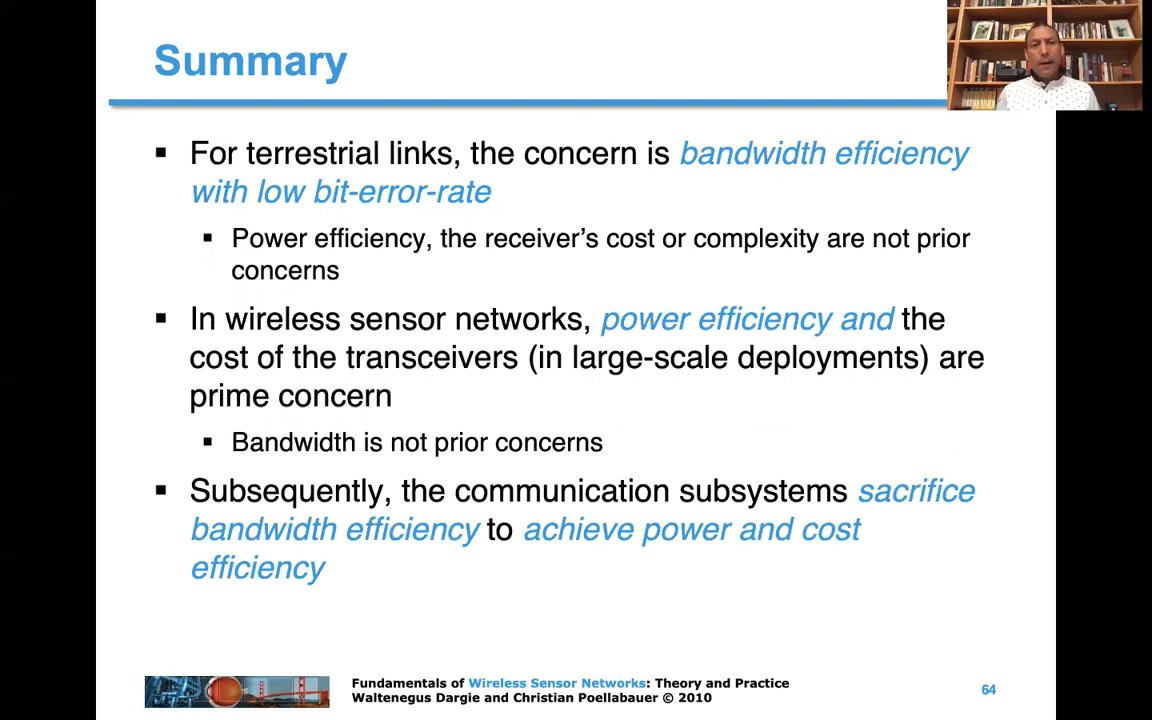 Summary
For terrestrial links, the concern is bandwidth efficiency
with low bit-error-rate
Power efficiency, the receiver's cost or complexity are not prior
concerns
In wireless sensor networks, power efficiency and the
cost of the transceivers (in large-scale deployments) are
prime concern
Bandwidth is not prior concerns
Subsequently, the communication subsystems sacrifice
bandwidth efficiency to achieve power and cost
efficiency
Fundamentals of Wireless Sensor Networks: Theory and Practice
Waltenegus Dargie and Christian Poellabauer © 2010
64